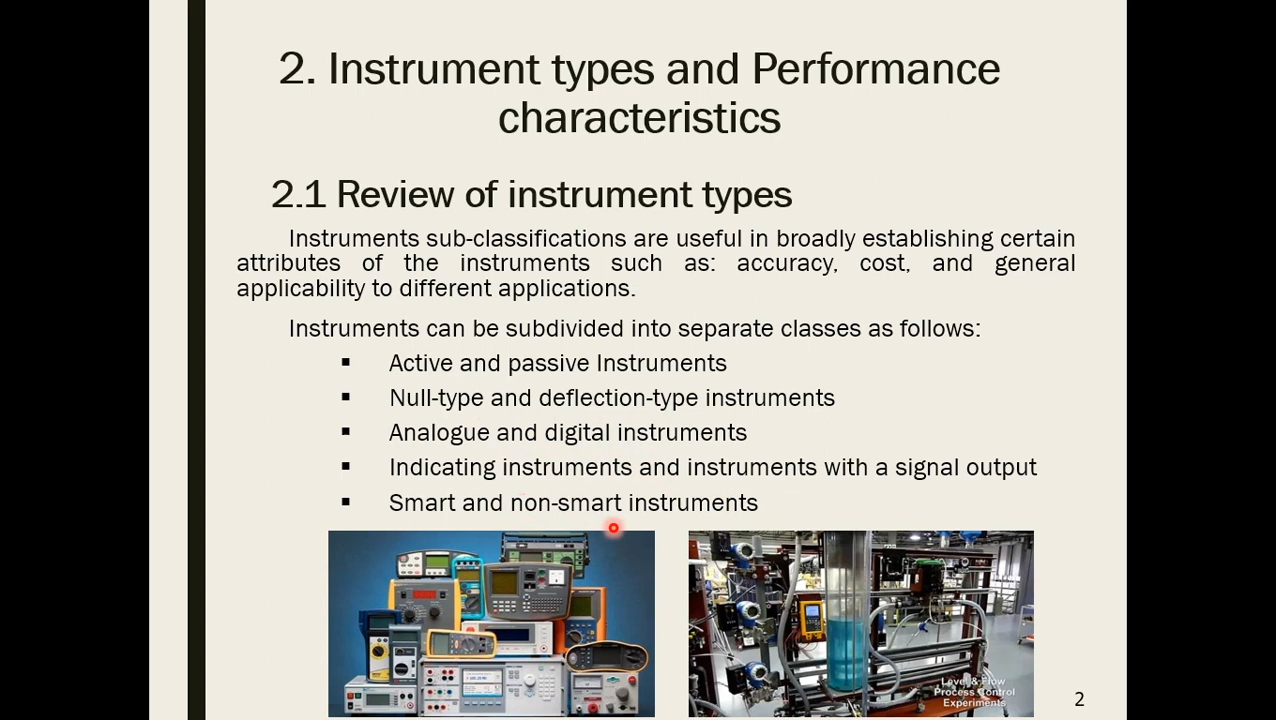 2. Instrument types and Performance
characteristics
2.1 Review of instrument types
Instruments sub-classifications are useful in broadly establishing certain
attributes of the instruments such as: accuracy, cost, and general
applicability to different applications.
Instruments can be subdivided into separate classes as follows:
▪ Active and passive Instruments
▪ Null-type and deflection-type instruments
▪ Analogue and digital instruments
▪ Indicating instruments and instruments with a signal output
▪ Smart and non-smart instruments
Level & Flow
Process Control
Experiments
2